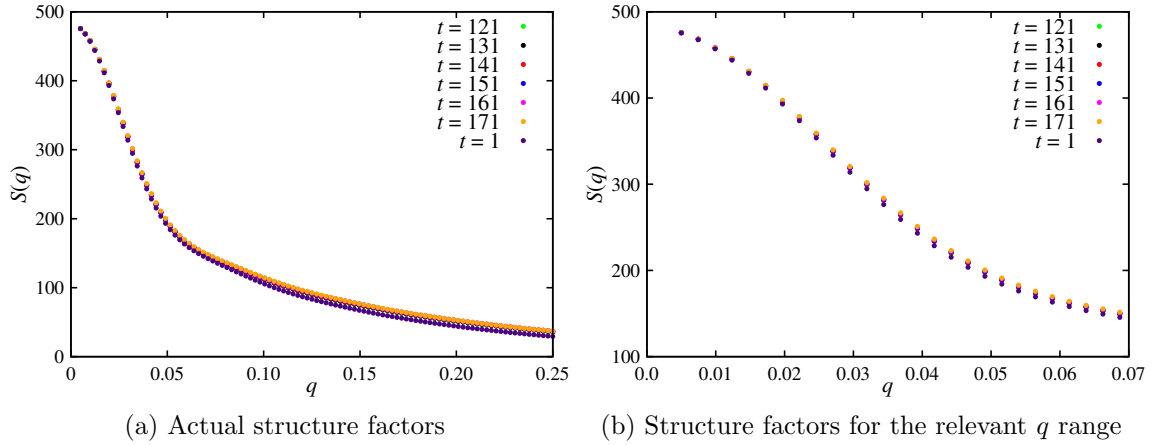 500
400
300
200
100
0
S(q)
t = 121
t = 131
t = 141
t = 151
t = 161
t = 171
t = 1
0 0.05 0.10 0.15 0.20 0.25
q
(a) Actual structure factors
500
400
300
200
100
S(q)
t = 121
t = 131
t = 141
t = 151
t = 161
t = 171
t = 1
0.0 0.01 0.02 0.03 0.04 0.05 0.06 0.07
q
(b) Structure factors for the relevant q range